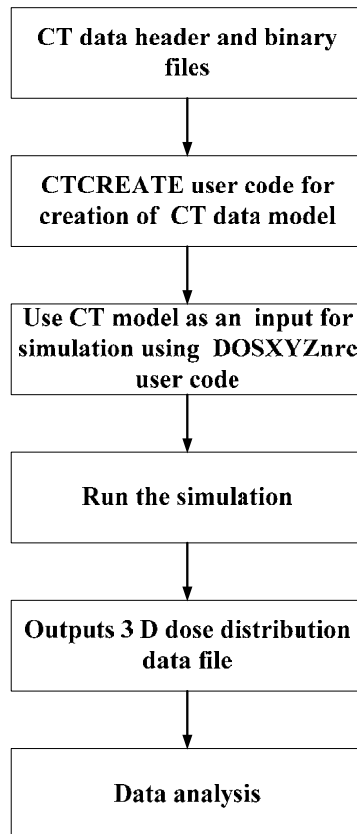 CT data header and binary
files
CTCREATE user code for
creation of CT data model
Use CT model as an input for
simulation using DOSXYZnrc
user code
Run the simulation
Outputs 3 D dose distribution
data file
Data analysis